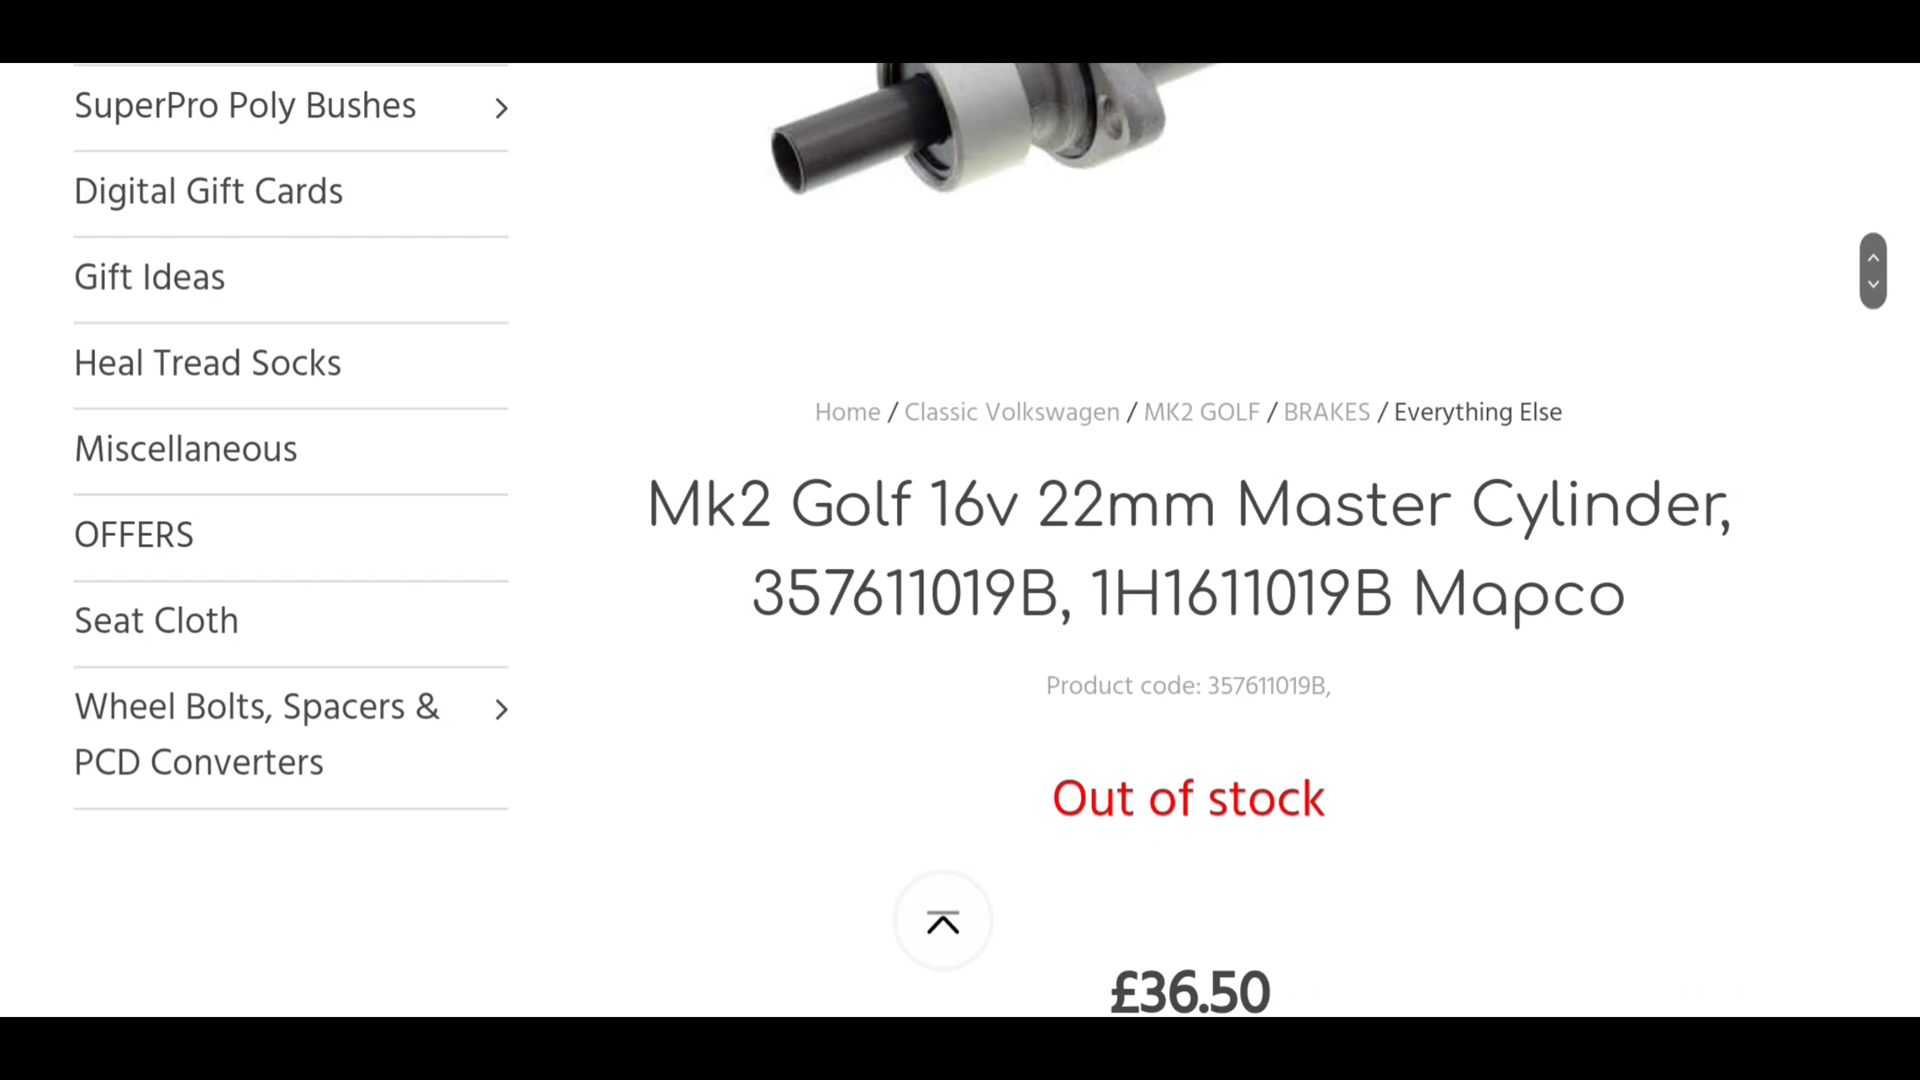 SuperPro Poly Bushes
Digital Gift Cards
Gift Ideas
Heal Tread Socks
Miscellaneous
OFFERS
Seat Cloth
Wheel Bolts, Spacers &
PCD Converters
Home / Classic Volkswagen / MK2 GOLF / BRAKES / Everything Else
Mk2 Golf 16v 22mm Master Cylinder,
357611019B, 1H1611019B Mapco
Product code: 357611019B,
Out of stock
£36.50